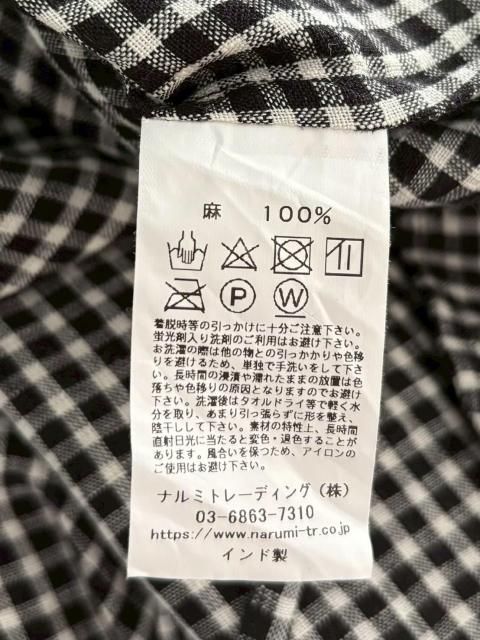 麻　100%
P W
着脱時等の引っかけに十分ご注意下さい。
蛍光剤入り洗剤のご利用はお避け下さい。
お洗濯の際は他の物との引っかかりや色移
りを避けるため、単独で手洗いをして下さ
い。長時間の浸漬や濡れたままの放置は色
落ちや色移りの原因となりますのでお避け
下さい。洗濯後はタオルドライ等で軽く水
分を取り、あまり引っ張らずに形を整え、
陰干しして下さい。素材の特性上、長時間
直射日光に当たると変色・退色することが
あります。風合いを保つため、アイロンの
ご使用はお避け下さい。
ナルミトレーディング（株）
03-6863-7310
https://www.narumi-tr.co.jp
インド製